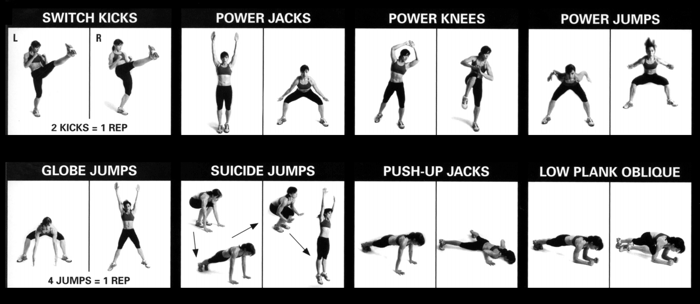 SWITCH KICKS
L
R
2 KICKS = 1 REP
POWER JACKS
POWER KNEES
POWER JUMPS
GLOBE JUMPS
4 JUMPS = 1 REP
SUICIDE JUMPS
PUSH-UP JACKS
LOW PLANK OBLIQUE